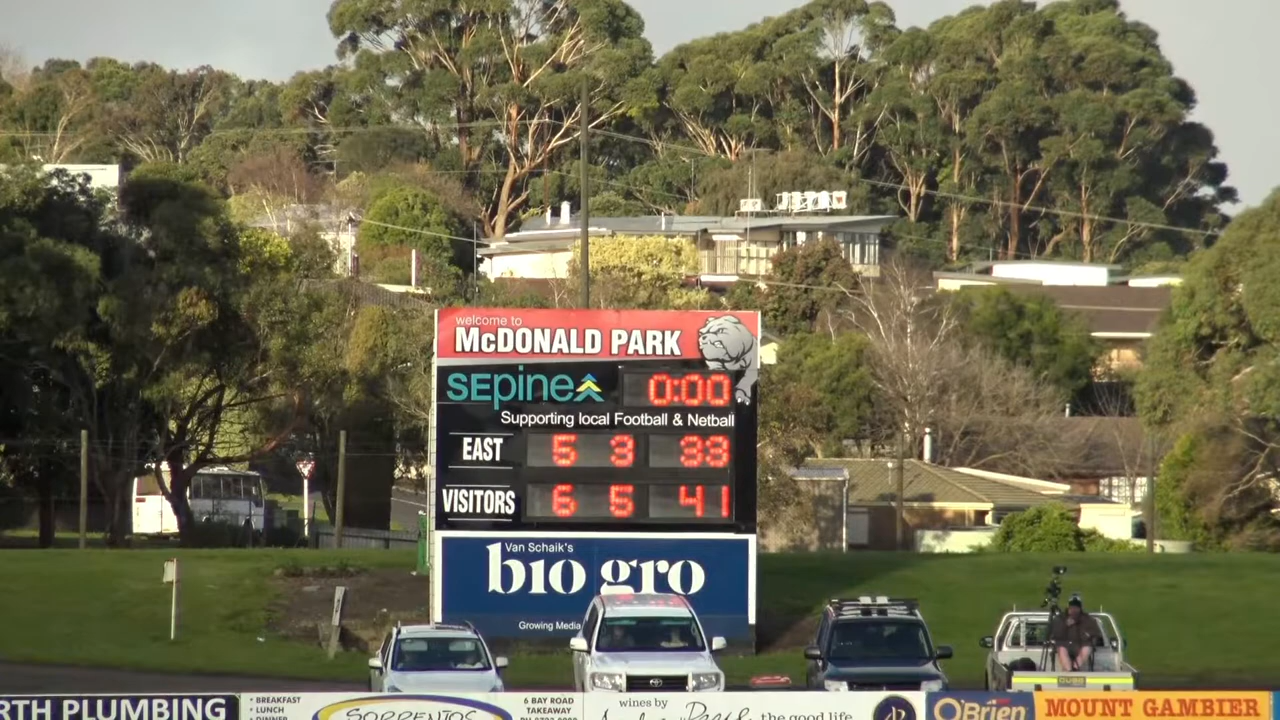 welcome to
McDONALD PARK
sepine
0:00
Supporting local Football & Netball
EAST 5 3 33
VISITORS 6 5 41
Van Schaik's
bio gro
Growing Media
RTH PLUMBING
• BREAKFAST
• LUNCH
• DINNER
SORRENTOS
6 BAY ROAD
TAKEAWAY
wines by
the good life
O'Brien
MOUNT GAMBIER